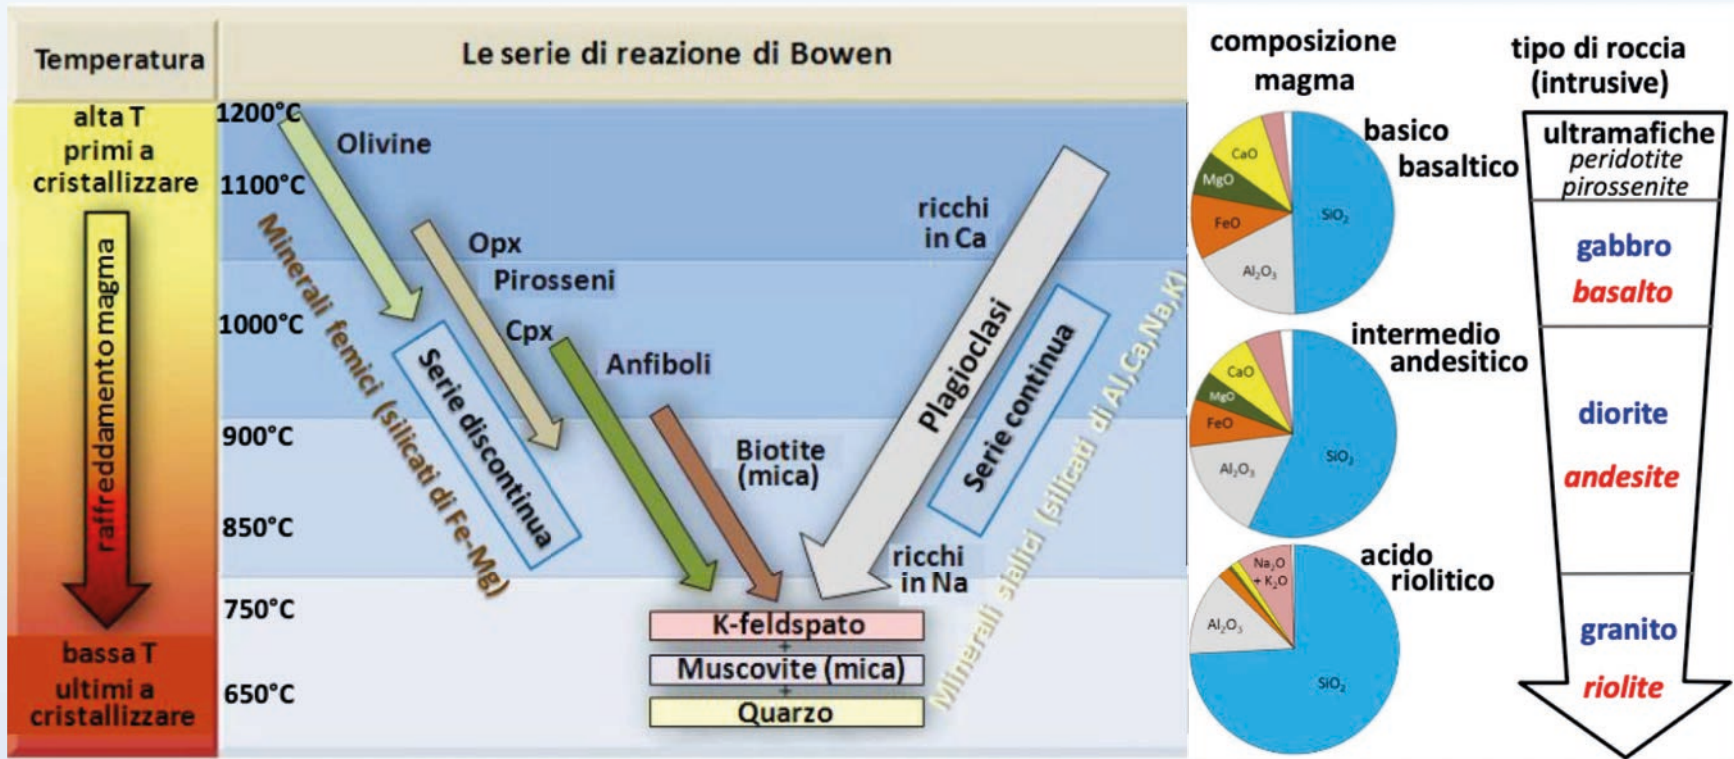 Temperatura
Le serie di reazione di Bowen
composizione
magma
tipo di roccia
(intrusive)
alta T
primi a
cristallizzare
raffreddamento magma
bassa T
ultimi a
cristallizzare
1200°C
1100°C
1000°C
900°C
850°C
750°C
650°C
Olivine
Opx
Pirosseni
Cpx
Anfiboli
Biotite
(mica)
Minerali femici (silicati di Fe-Mg)
Serie discontinua
ricchi
in Ca
Plagioclasi
Serie continua
ricchi
in Na
Minerali sialici (silicati di Al,Ca,Na,K)
K-feldspato
+
Muscovite (mica)
+
Quarzo
basico
basaltico
CaO
MgO
FeO
Al₂O₃
SiO₂
intermedio
andesitico
CaO
MgO
FeO
Al₂O₃
SiO₂
acido
riolitico
Na₂O
+ K₂O
Al₂O₃
SiO₂
ultramafiche
peridotite
pirossenite
gabbro
basalto
diorite
andesite
granito
riolite